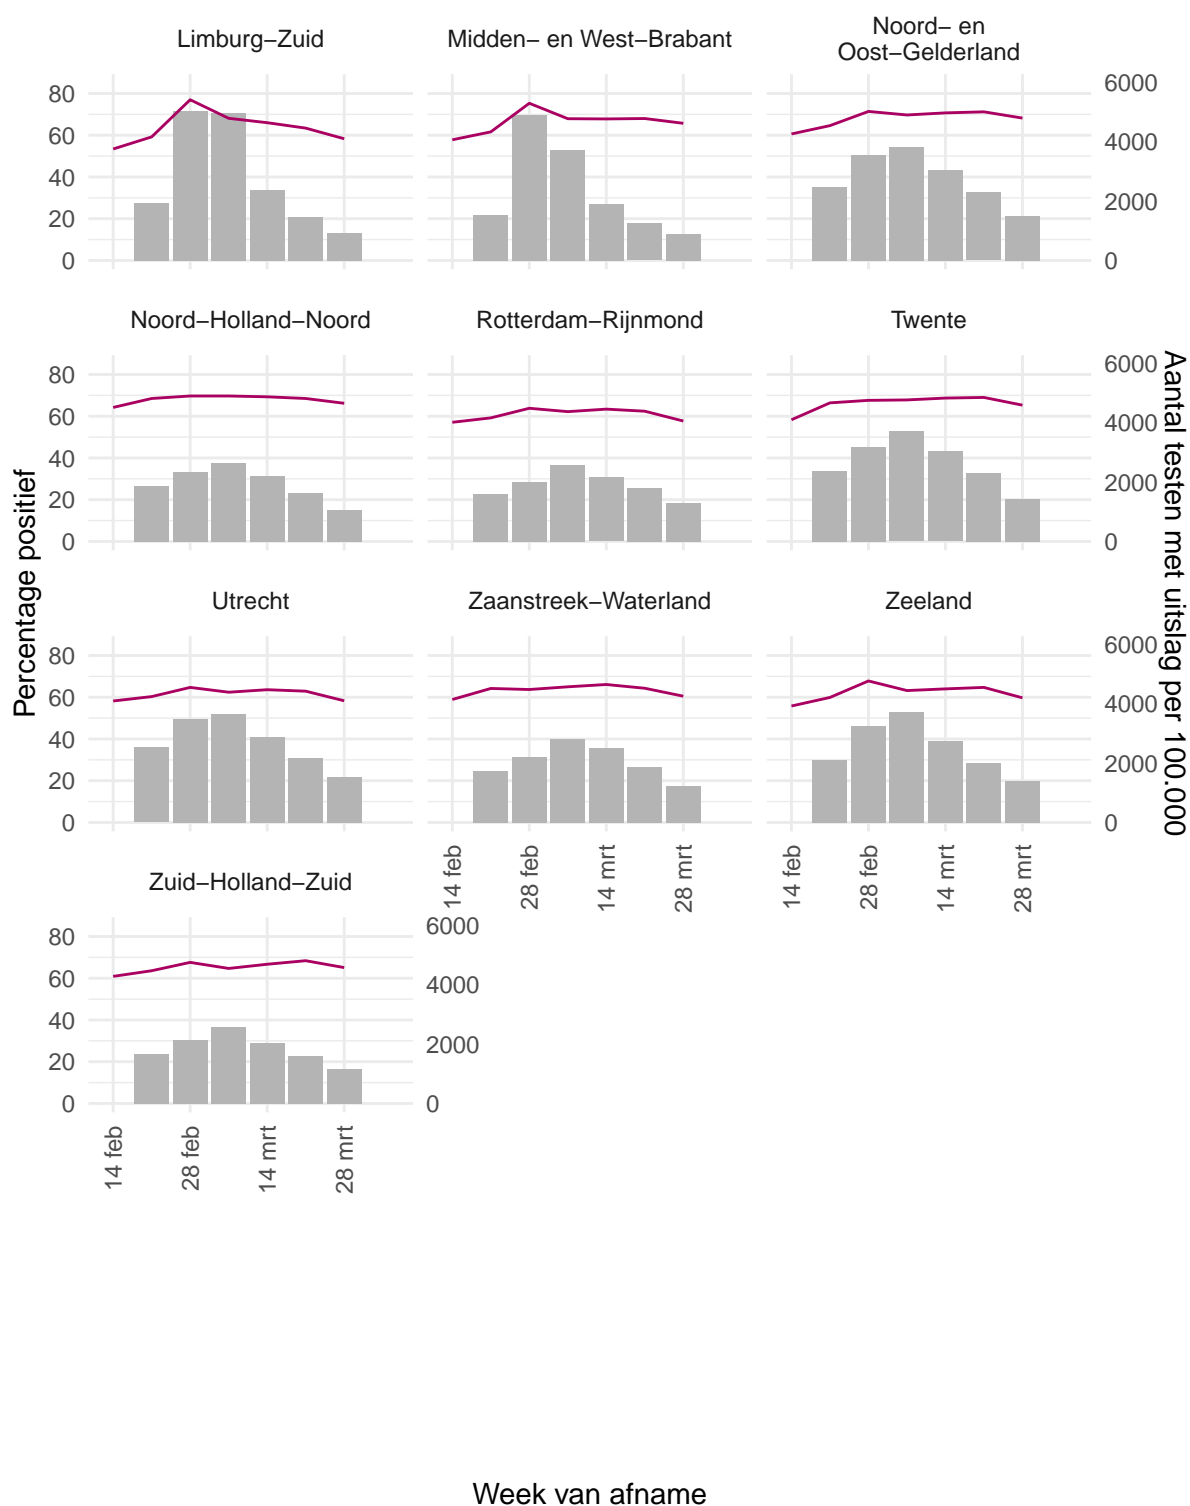 Limburg−Zuid
Midden− en West−Brabant
Noord− en
Oost−Gelderland
80
60
40
20
0
6000
4000
2000
0
Noord−Holland−Noord
Rotterdam−Rijnmond
Twente
80
60
40
20
0
6000
4000
2000
0
Percentage positief
Aantal testen met uitslag per 100.000
Utrecht
Zaanstreek−Waterland
Zeeland
80
60
40
20
0
6000
4000
2000
0
14 feb
28 feb
14 mrt
28 mrt
14 feb
28 feb
14 mrt
28 mrt
Zuid−Holland−Zuid
80
60
40
20
0
6000
4000
2000
0
14 feb
28 feb
14 mrt
28 mrt
Week van afname